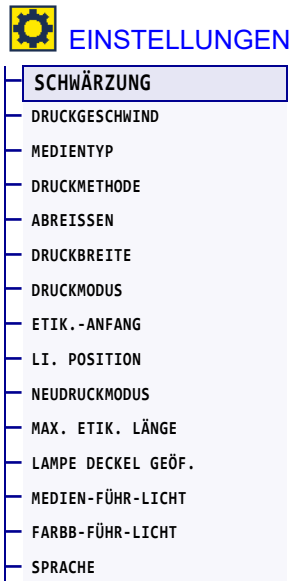 EINSTELLUNGEN
SCHWÄRZUNG
DRUCKGESCHWIND
MEDIENTYP
DRUCKMETHODE
ABREISSEN
DRUCKBREITE
DRUCKMODUS
ETIK.-ANFANG
LI. POSITION
NEUDRUCKMODUS
MAX. ETIK. LÄNGE
LAMPE DECKEL GEÖF.
MEDIEN-FÜHR-LICHT
FARBB-FÜHR-LICHT
SPRACHE